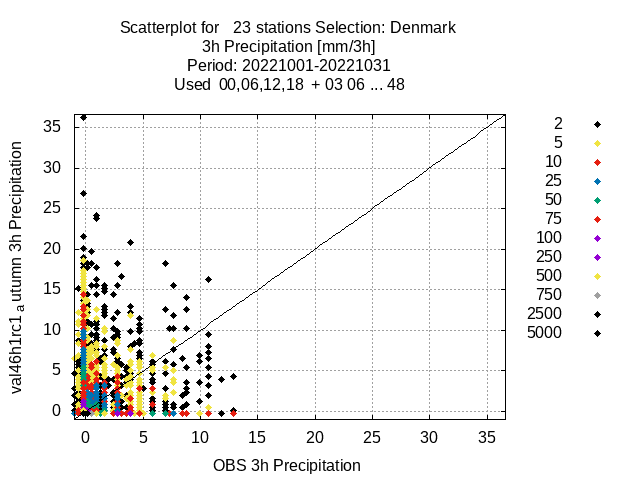 Scatterplot for   23 stations Selection: Denmark
3h Precipitation [mm/3h]
Period: 20221001-20221031
Used  00,06,12,18  + 03 06 ... 48
val46h1rc1_autumn 3h Precipitation
35
30
25
20
15
10
5
0
0 5 10 15 20 25 30 35
OBS 3h Precipitation
2
5
10
25
50
75
100
250
500
750
2500
5000